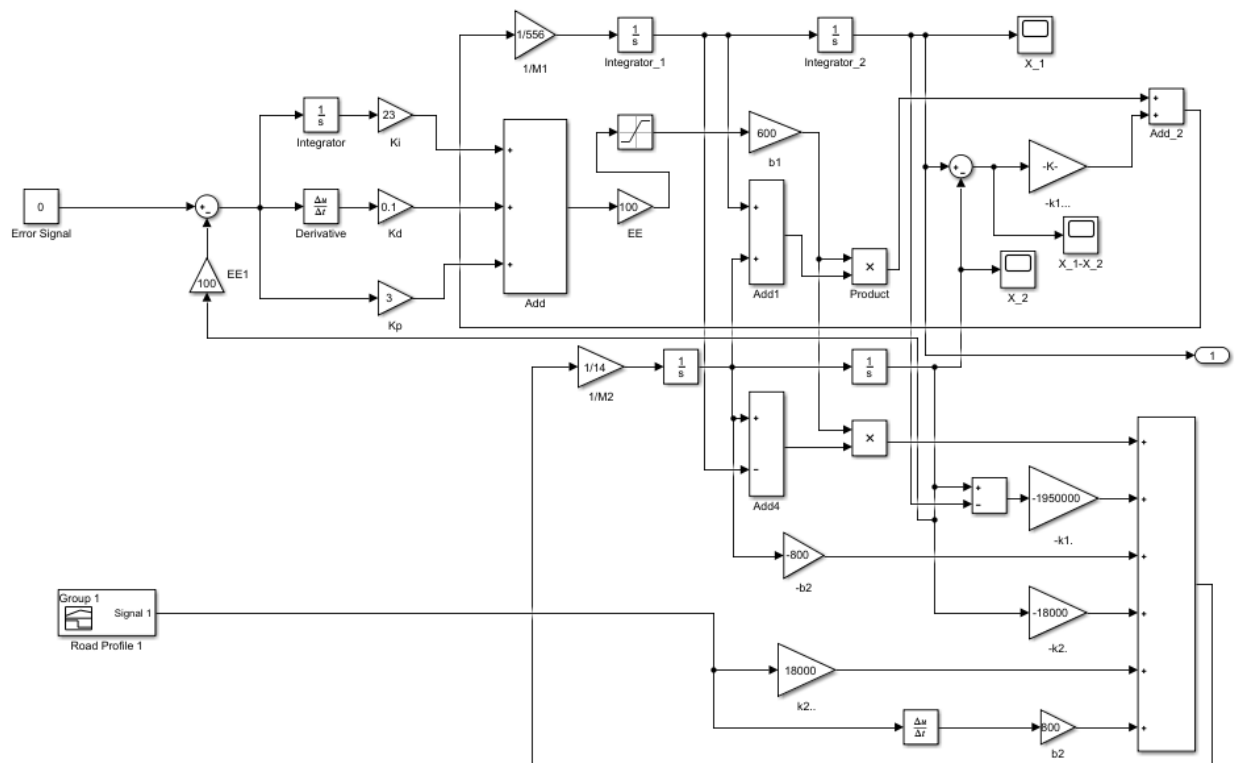 1/556
1/M1
1
s
Integrator_1
1
s
Integrator_2
X_1
1
s
Integrator
23
Ki
+
600
b1
+
+
Add_2
0
Error Signal
+
−
Δu
Δt
Derivative
0.1
Kd
+
100
EE
+
+
−
-K-
-k1...
100
EE1
3
Kp
+
Add
+
Add1
×
Product
X_1-X_2
X_2
1
1/14
1/M2
1
s
1
s
+
−
Add4
×
+
+
−
-1950000
-k1.
+
-800
-b2
+
Group 1
Signal 1
Road Profile 1
-18000
-k2.
+
18000
k2..
+
Δu
Δt
800
b2
+